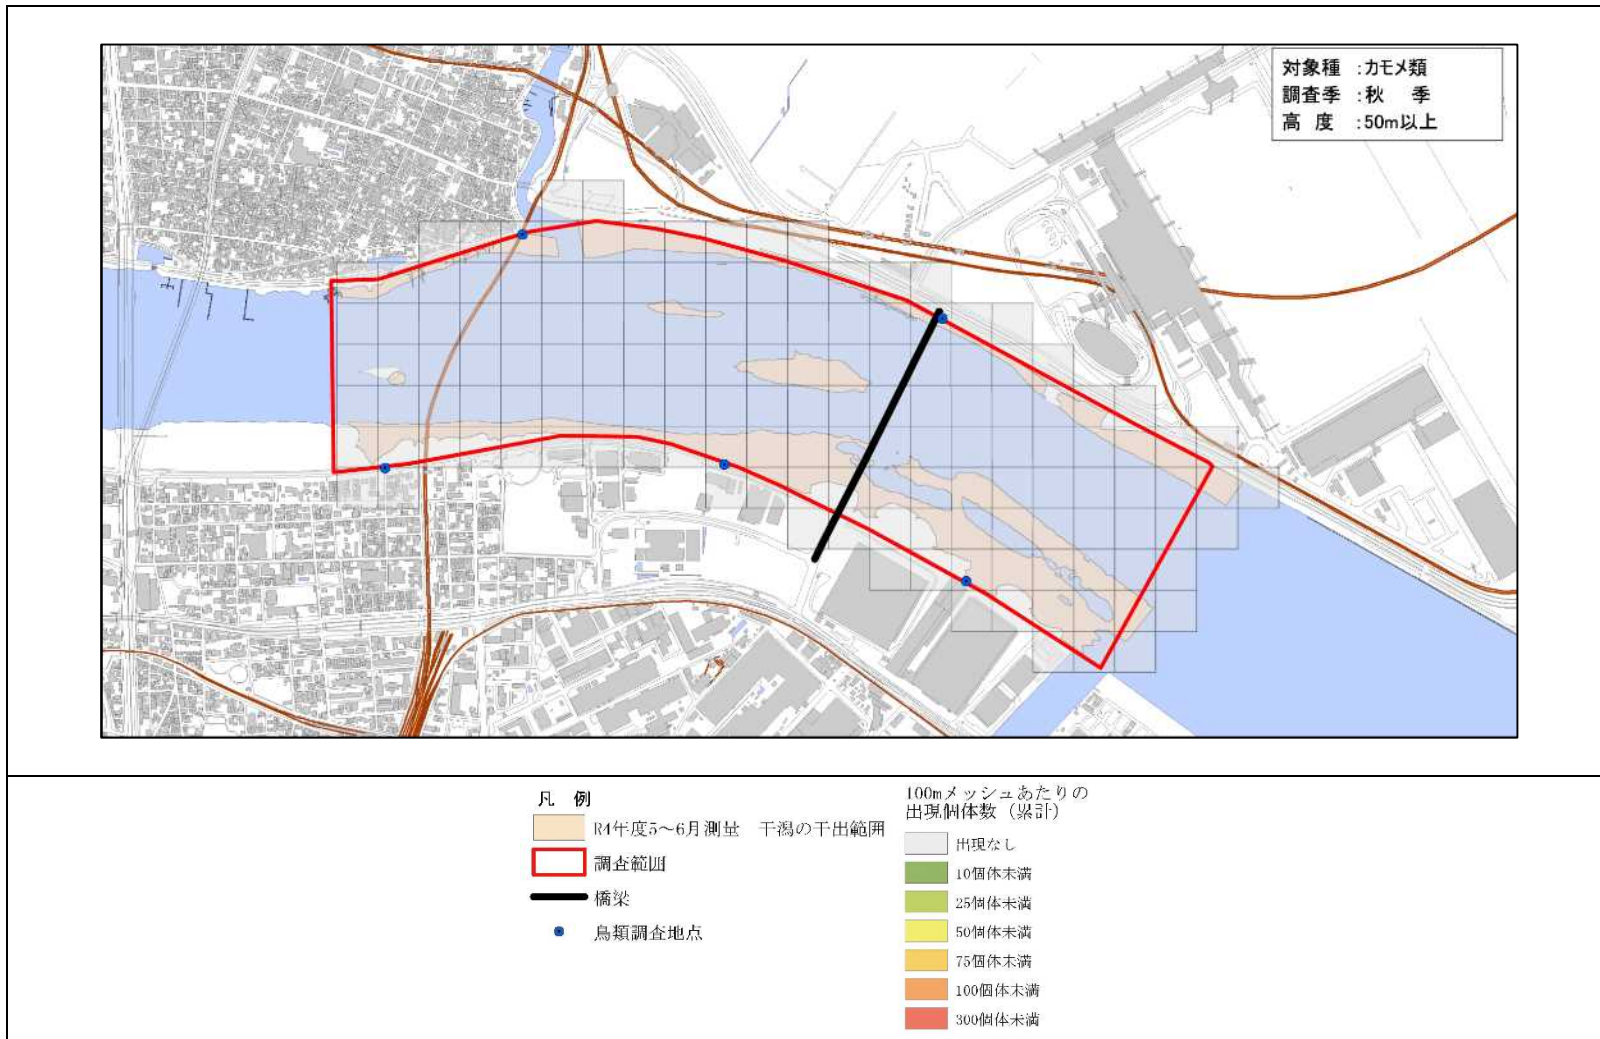 対象種 ：カモメ類
調査季 ：秋　季
高 度 ：50m以上
凡　例
R4年度5～6月測量　干潟の干出範囲
調査範囲
橋梁
鳥類調査地点
100mメッシュあたりの
出現個体数（累計）
出現なし
10個体未満
25個体未満
50個体未満
75個体未満
100個体未満
300個体未満